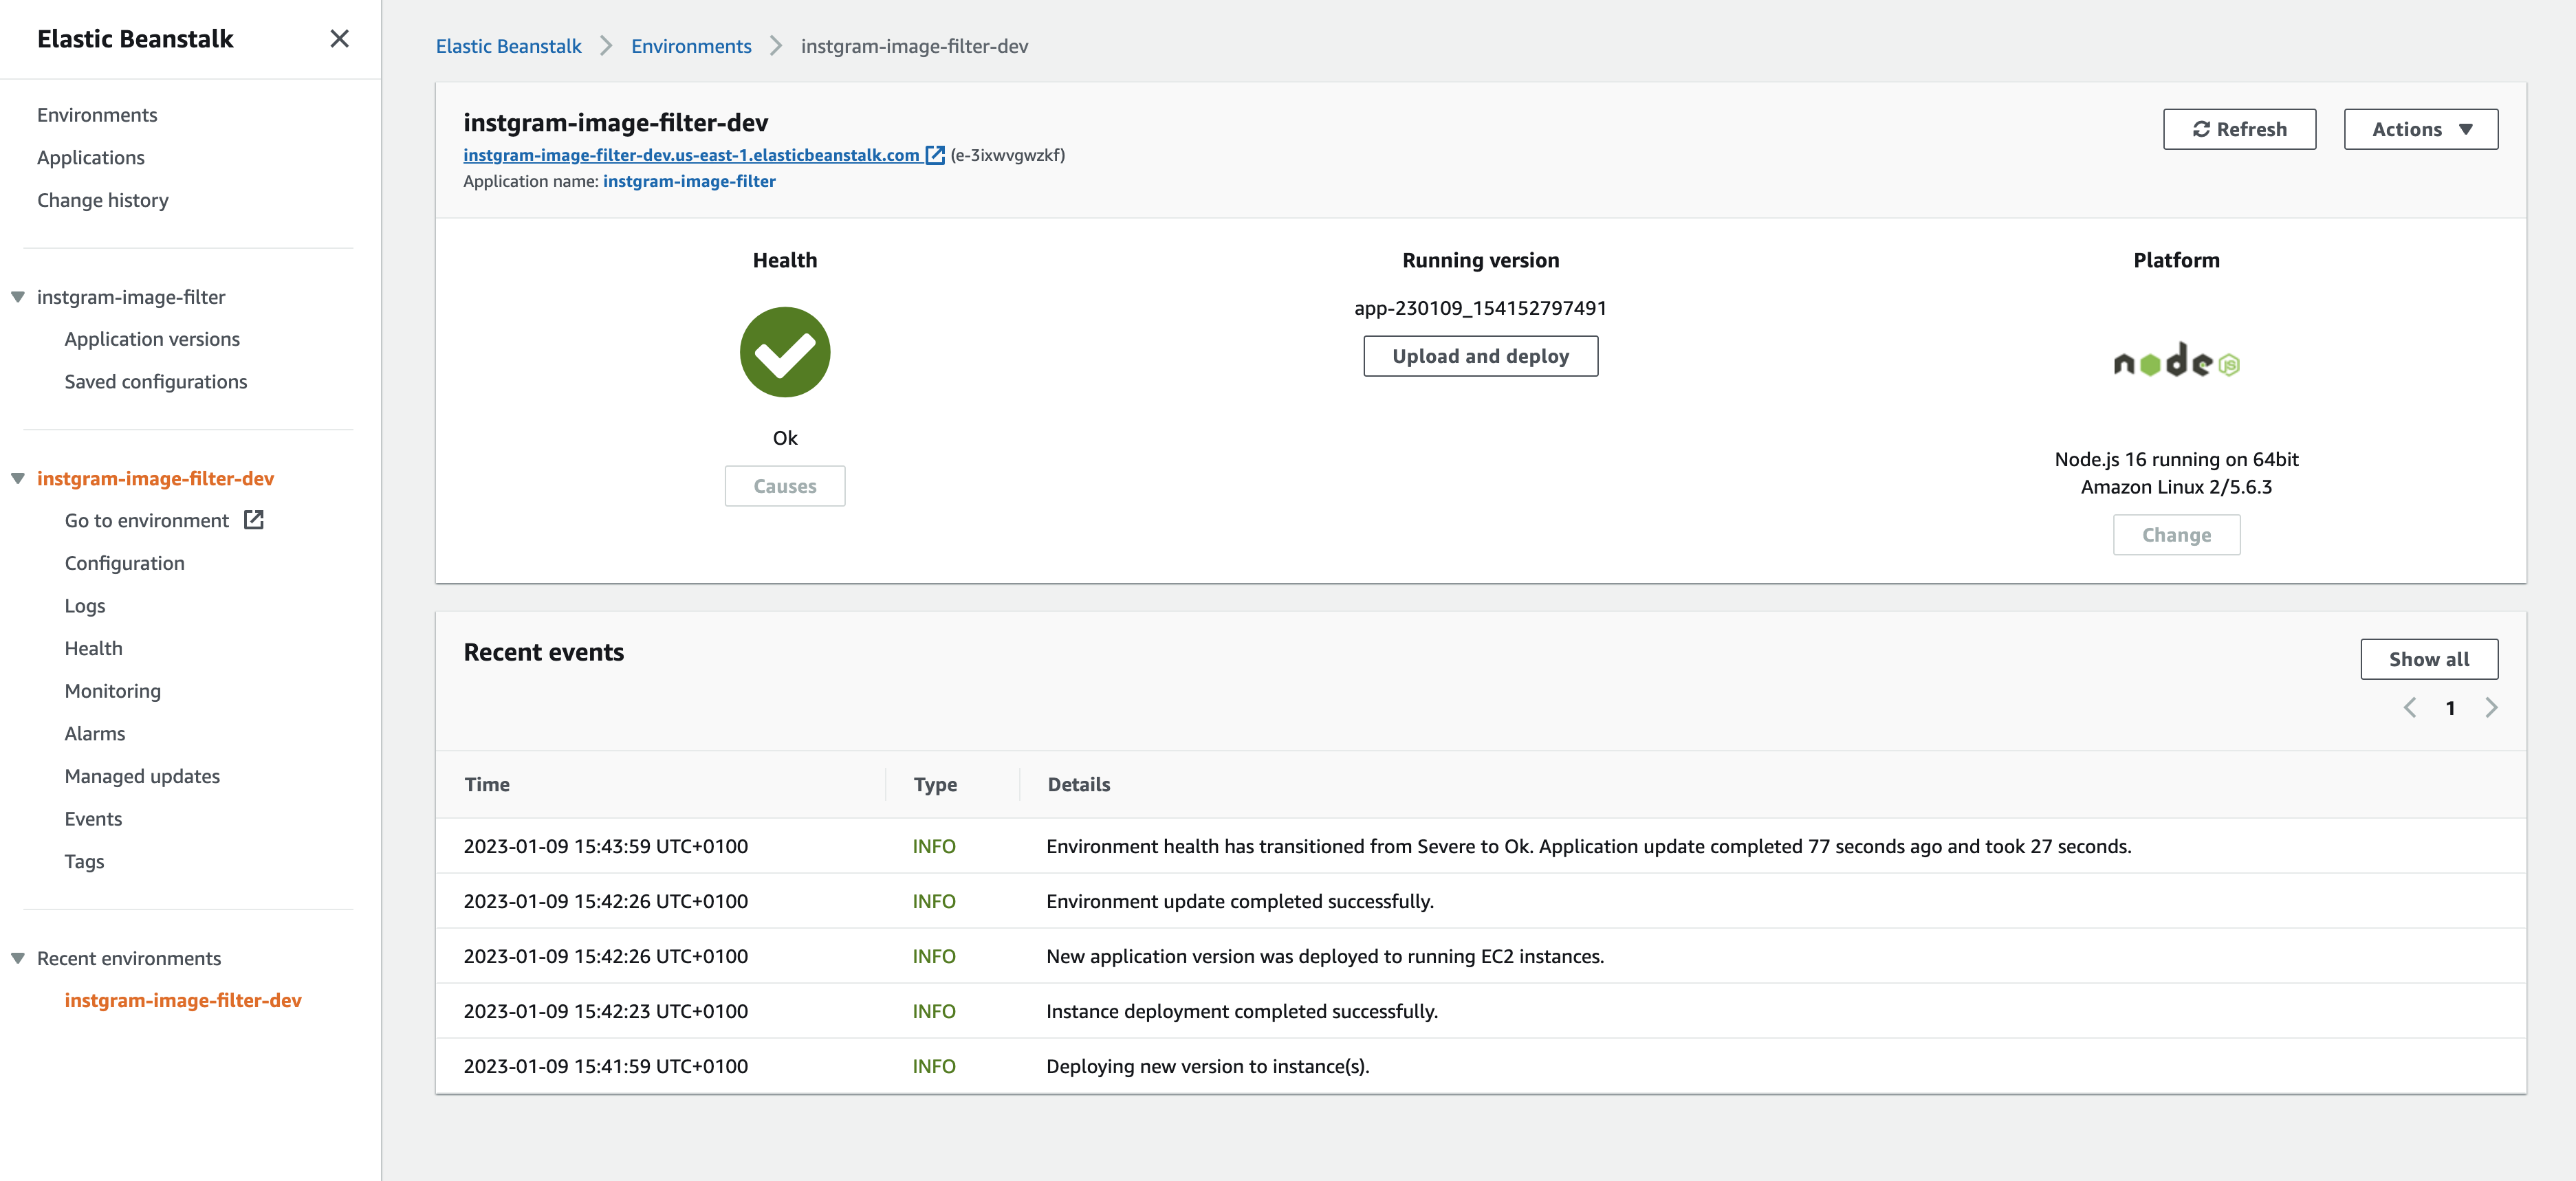 Elastic Beanstalk
Environments
Applications
Change history
instgram-image-filter
Application versions
Saved configurations
instgram-image-filter-dev
Go to environment
Configuration
Logs
Health
Monitoring
Alarms
Managed updates
Events
Tags
Recent environments
instgram-image-filter-dev
Elastic Beanstalk Environments instgram-image-filter-dev
instgram-image-filter-dev
Refresh
Actions
instgram-image-filter-dev.us-east-1.elasticbeanstalk.com (e-3ixwvgwzkf)
Application name: instgram-image-filter
Health
Ok
Causes
Running version
app-230109_154152797491
Upload and deploy
Platform
node JS
Node.js 16 running on 64bit
Amazon Linux 2/5.6.3
Change
Recent events
Show all
1
Time Type Details
2023-01-09 15:43:59 UTC+0100 INFO Environment health has transitioned from Severe to Ok. Application update completed 77 seconds ago and took 27 seconds.
2023-01-09 15:42:26 UTC+0100 INFO Environment update completed successfully.
2023-01-09 15:42:26 UTC+0100 INFO New application version was deployed to running EC2 instances.
2023-01-09 15:42:23 UTC+0100 INFO Instance deployment completed successfully.
2023-01-09 15:41:59 UTC+0100 INFO Deploying new version to instance(s).